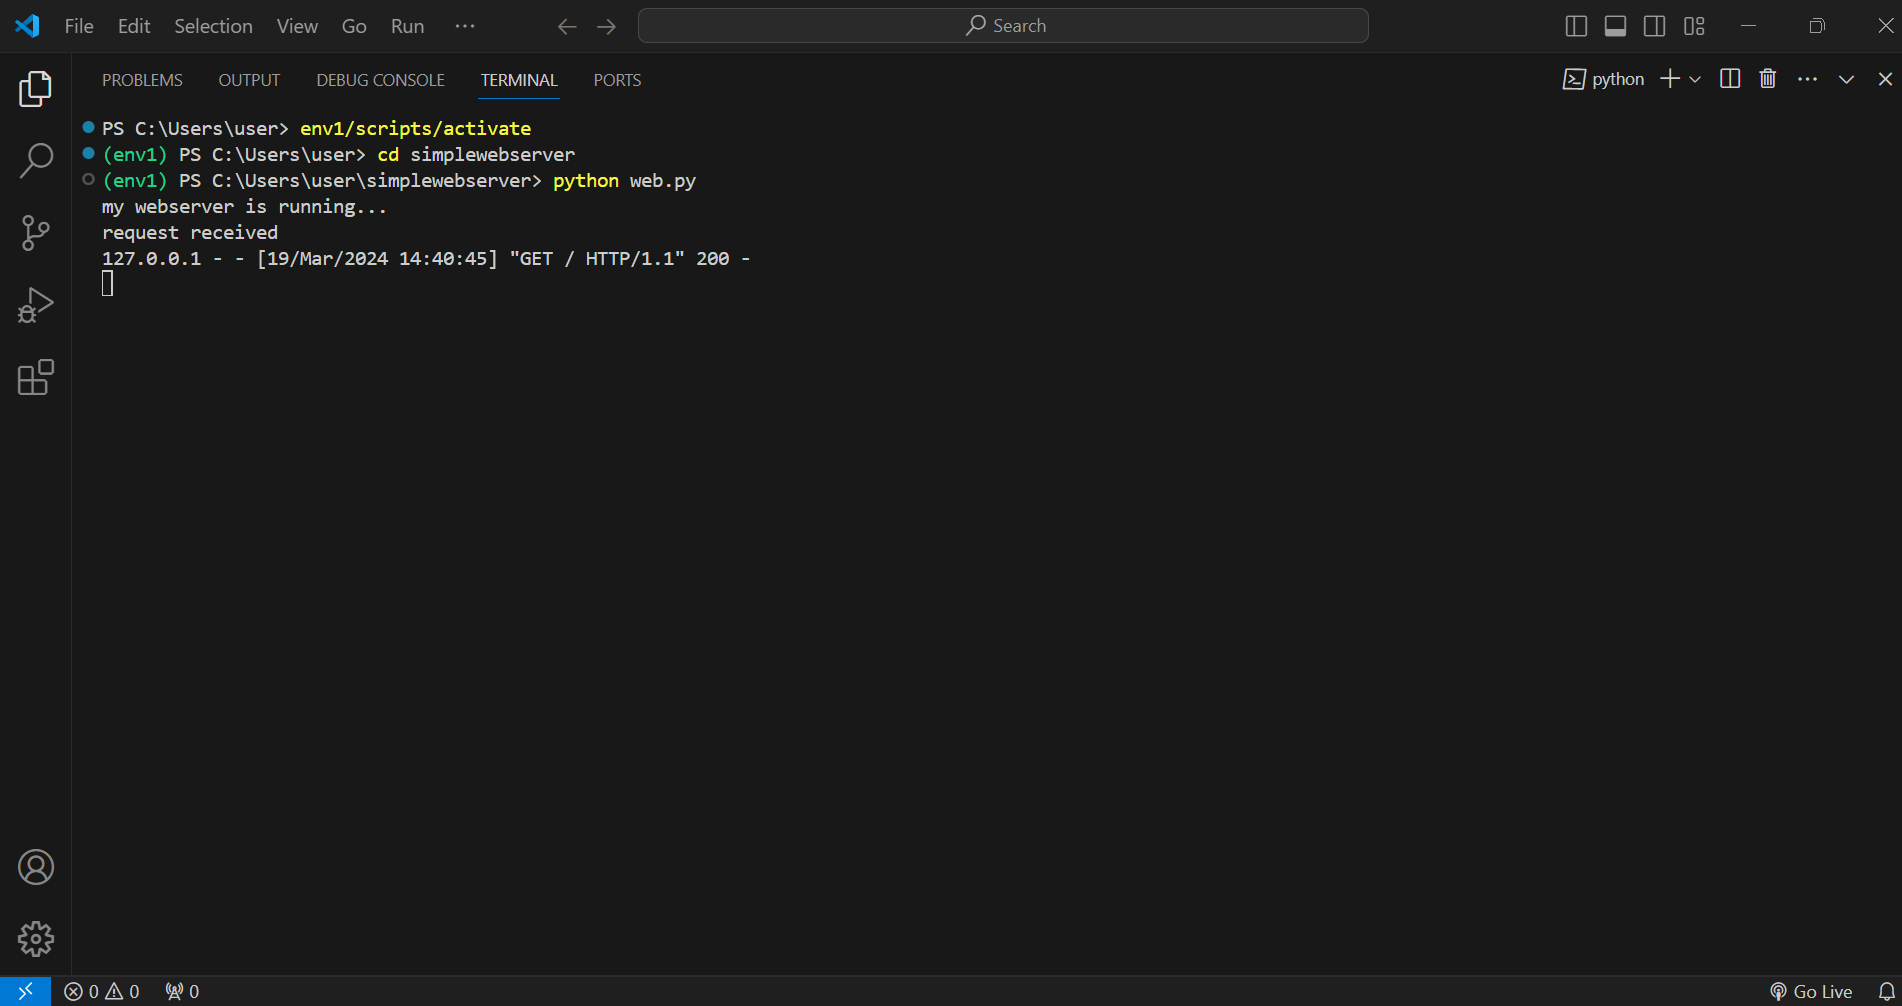 File Edit Selection View Go Run ··· Search
PROBLEMS OUTPUT DEBUG CONSOLE TERMINAL PORTS python
PS C:\Users\user> env1/scripts/activate
(env1) PS C:\Users\user> cd simplewebserver
(env1) PS C:\Users\user\simplewebserver> python web.py
my webserver is running...
request received
127.0.0.1 - - [19/Mar/2024 14:40:45] "GET / HTTP/1.1" 200 -
0 0 0 Go Live